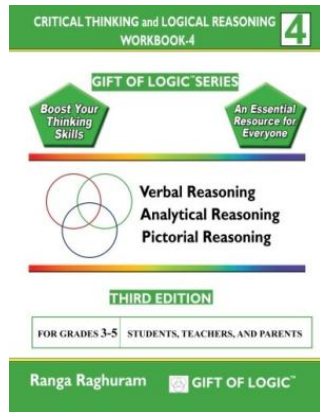 CRITICAL THINKING and LOGICAL REASONING
WORKBOOK-4
4
GIFT OF LOGIC™SERIES
Boost Your
Thinking
Skills
An Essential
Resource for
Everyone
Verbal Reasoning
Analytical Reasoning
Pictorial Reasoning
THIRD EDITION
FOR GRADES 3-5
STUDENTS, TEACHERS, AND PARENTS
Ranga Raghuram
GIFT OF LOGIC™